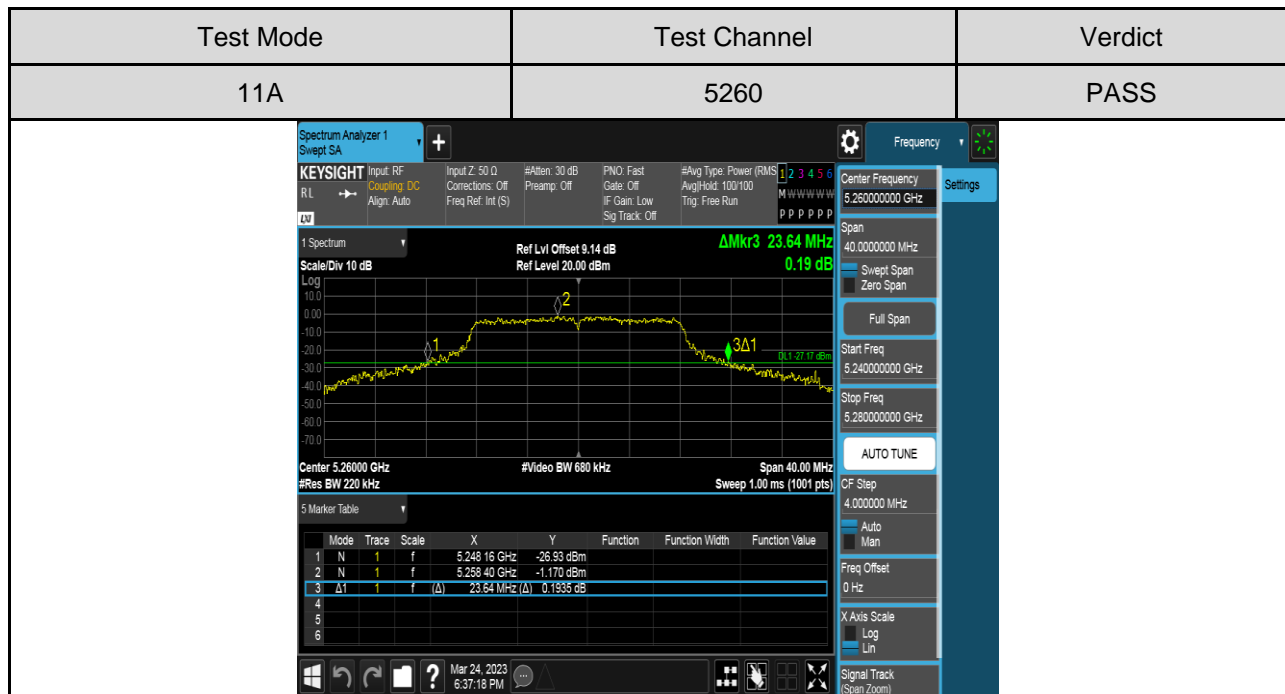 Test Mode Test Channel Verdict
11A 5260 PASS
Spectrum Analyzer 1
Swept SA
+
Frequency
KEYSIGHT Input: RF Input Z: 50 Ω #Atten: 30 dB PNO: Fast #Avg Type: Power (RMS 1 2 3 4 5 6
RL Coupling: DC Corrections: Off Preamp: Off Gate: Off Avg|Hold: 100/100 M W W W W W
Align: Auto Freq Ref: Int (S) IF Gain: Low Trig: Free Run
LXI Sig Track: Off P P P P P P
Settings
1 Spectrum
Ref Lvl Offset 9.14 dB ΔMkr3 23.64 MHz
Scale/Div 10 dB Ref Level 20.00 dBm 0.19 dB
Log
10.0
0.00
-10.0
-20.0
-30.0
-40.0
-50.0
-60.0
-70.0
2
1
3Δ1
DL1 -27.17 dBm
Center 5.26000 GHz #Video BW 680 kHz Span 40.00 MHz
#Res BW 220 kHz Sweep 1.00 ms (1001 pts)
5 Marker Table
Mode Trace Scale X Y Function Function Width Function Value
1 N 1 f 5.248 16 GHz -26.93 dBm
2 N 1 f 5.258 40 GHz -1.170 dBm
3 Δ1 1 f (Δ) 23.64 MHz (Δ) 0.1935 dB
4
5
6
Center Frequency
5.260000000 GHz
Span
40.0000000 MHz
Swept Span
Zero Span
Full Span
Start Freq
5.240000000 GHz
Stop Freq
5.280000000 GHz
AUTO TUNE
CF Step
4.000000 MHz
Auto
Man
Freq Offset
0 Hz
X Axis Scale
Log
Lin
Signal Track
(Span Zoom)
? Mar 24, 2023
6:37:18 PM